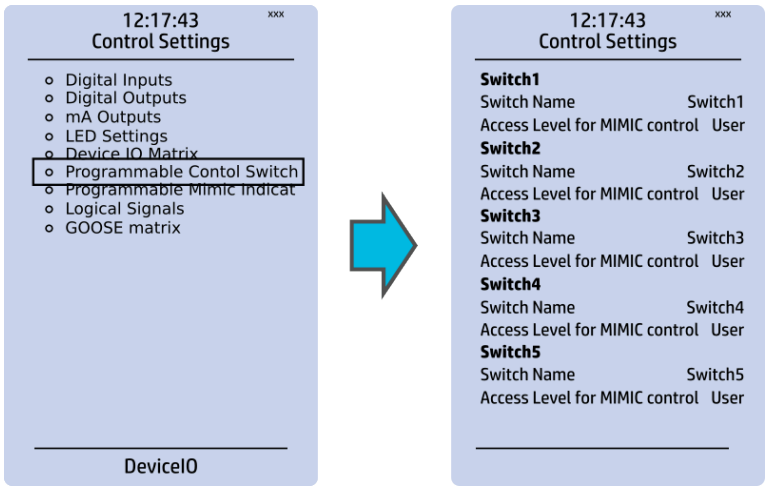 12:17:43
xxx
Control Settings
Digital Inputs
Digital Outputs
mA Outputs
LED Settings
Device IO Matrix
Programmable Contol Switch
Programmable Mimic Indicat
Logical Signals
GOOSE matrix
DeviceIO
12:17:43
xxx
Control Settings
Switch1
Switch Name Switch1
Access Level for MIMIC control User
Switch2
Switch Name Switch2
Access Level for MIMIC control User
Switch3
Switch Name Switch3
Access Level for MIMIC control User
Switch4
Switch Name Switch4
Access Level for MIMIC control User
Switch5
Switch Name Switch5
Access Level for MIMIC control User